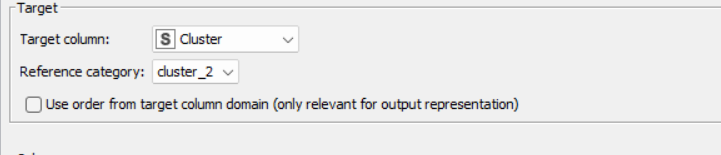 Target
Target column: S Cluster
Reference category: cluster_2
Use order from target column domain (only relevant for output representation)